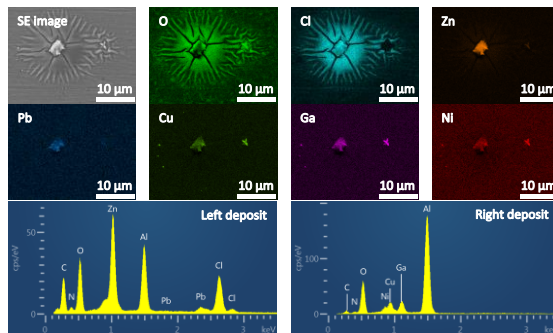 SE image
O
Cl
Zn
10 μm
10 μm
10 μm
10 μm
Pb
Cu
Ga
Ni
10 μm
10 μm
10 μm
10 μm
Left deposit
cps/eV
50
0
C
N
O
Zn
Al
Pb
Pb
Cl
Cl
0
1
2
3
keV
Right deposit
cps/eV
100
0
C
N
O
Ni
Cu
Ga
Al
0
1
2
3
keV